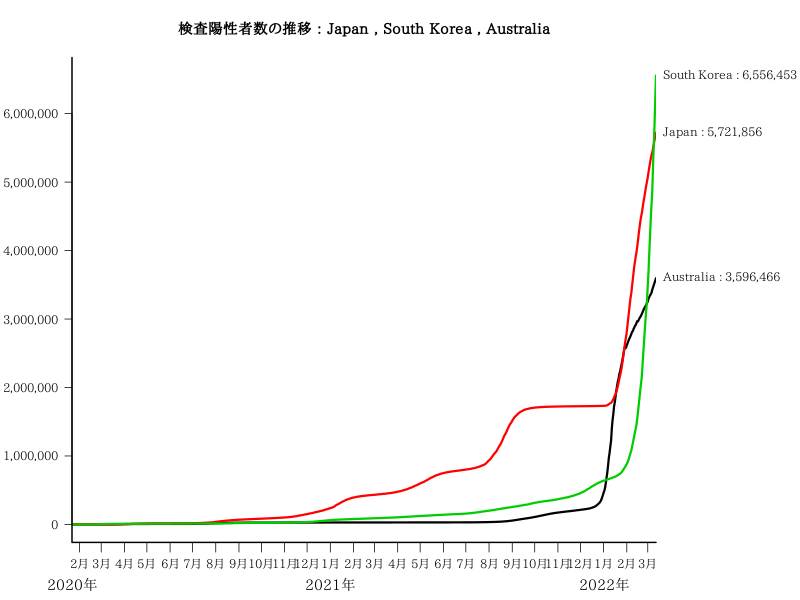 検査陽性者数の推移 : Japan , South Korea , Australia
South Korea : 6,556,453
6,000,000
Japan : 5,721,856
5,000,000
4,000,000
Australia : 3,596,466
3,000,000
2,000,000
1,000,000
0
2月 3月 4月 5月 6月 7月 8月 9月 10月 11月 12月 1月 2月 3月 4月 5月 6月 7月 8月 9月 10月 11月 12月 1月 2月 3月
2020年 2021年 2022年